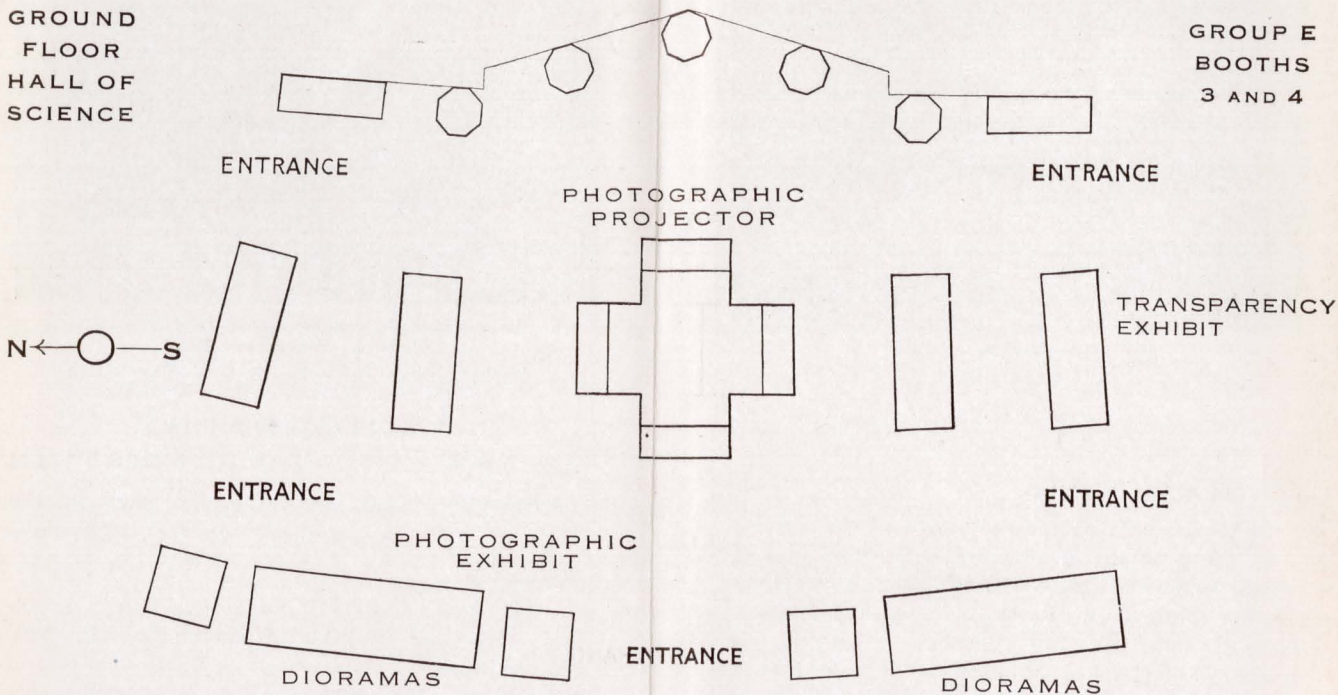 GROUND
FLOOR
HALL OF
SCIENCE
GROUP E
BOOTHS
3 AND 4
ENTRANCE
ENTRANCE
PHOTOGRAPHIC
PROJECTOR
TRANSPARENCY
EXHIBIT
N S
ENTRANCE
ENTRANCE
PHOTOGRAPHIC
EXHIBIT
ENTRANCE
DIORAMAS
DIORAMAS